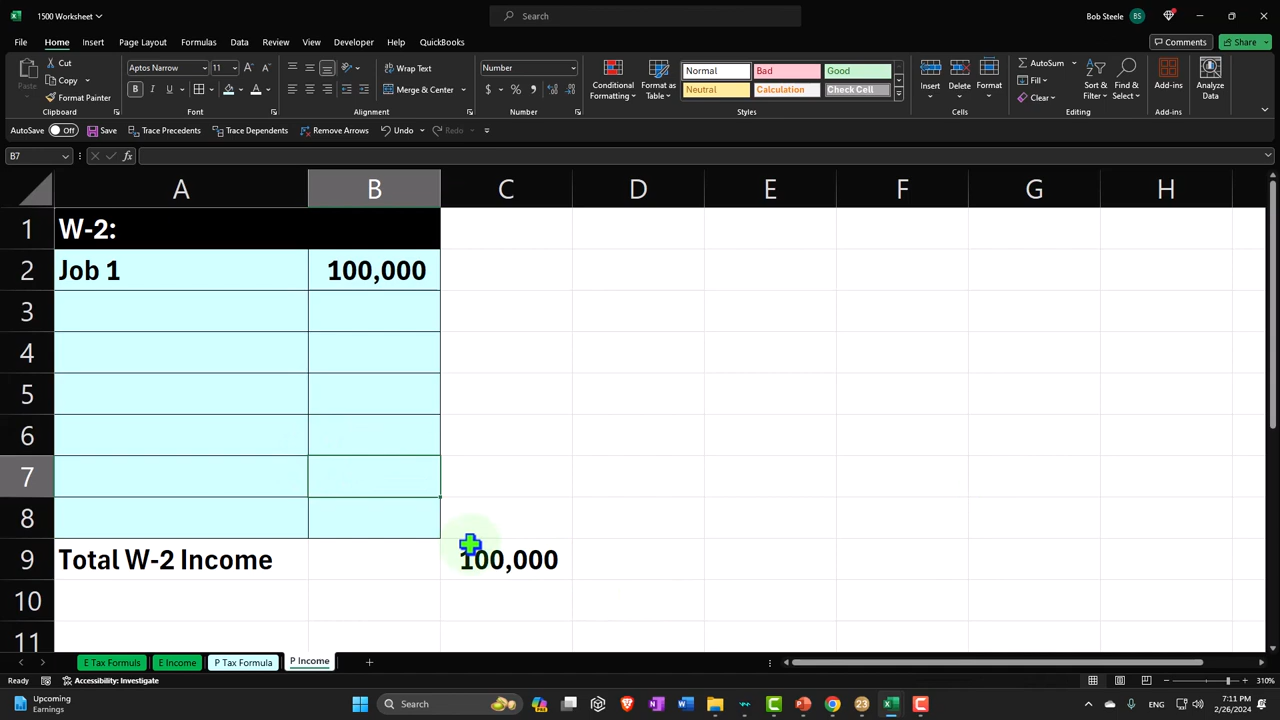 1500 Worksheet
Search
Bob Steele BS
File Home Insert Page Layout Formulas Data Review View Developer Help QuickBooks
Comments Share
Paste
Cut
Copy
Format Painter
Clipboard
Aptos Narrow 11
B I U
Font
Wrap Text
Merge & Center
Alignment
Number
$ %
Number
Conditional Formatting
Format as Table
Normal Bad Good
Neutral Calculation Check Cell
Styles
Insert Delete Format
Cells
AutoSum
Fill
Clear
Sort & Filter
Find & Select
Editing
Add-ins
Add-ins
Analyze Data
AutoSave Off Save Trace Precedents Trace Dependents Remove Arrows Undo Redo
B7
fx
A B C D E F G H
1 W-2:
2 Job 1 100,000
3
4
5
6
7
8
9 Total W-2 Income 100,000
10
11
E Tax Formuls E Income P Tax Formula P Income
Ready Accessibility: Investigate 310%
Upcoming
Earnings
Search
23
ENG
7:11 PM
2/26/2024